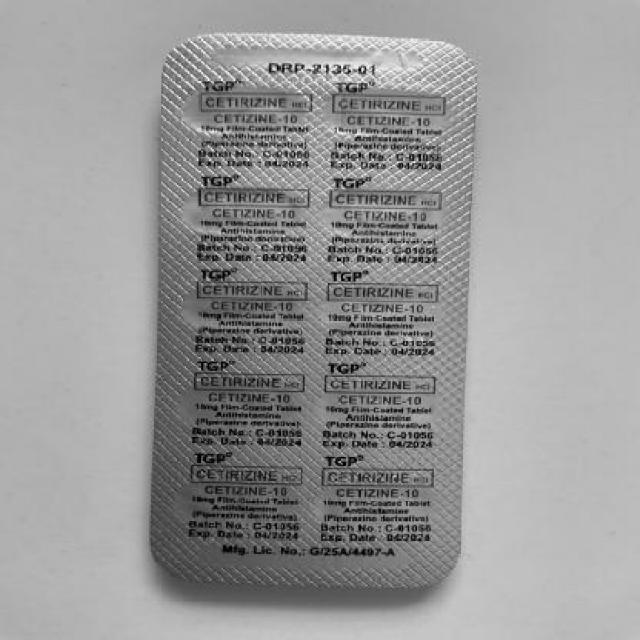 DRP-2135-01
TGP® TGP®
CETIRIZINE HCl CETIRIZINE HCl
CETIZINE-10 CETIZINE-10
10mg Film-Coated Tablet 10mg Film-Coated Tablet
Antihistamine Antihistamine
(Piperazine derivative) (Piperazine derivative)
Batch No.: C-01056 Batch No.: C-01056
Exp. Date : 04/2024 Exp. Date : 04/2024
TGP® TGP®
CETIRIZINE HCl CETIRIZINE HCl
CETIZINE-10 CETIZINE-10
10mg Film-Coated Tablet 10mg Film-Coated Tablet
Antihistamine Antihistamine
(Piperazine derivative) (Piperazine derivative)
Batch No.: C-01056 Batch No.: C-01056
Exp. Date : 04/2024 Exp. Date : 04/2024
TGP® TGP®
CETIRIZINE HCl CETIRIZINE HCl
CETIZINE-10 CETIZINE-10
10mg Film-Coated Tablet 10mg Film-Coated Tablet
Antihistamine Antihistamine
(Piperazine derivative) (Piperazine derivative)
Batch No.: C-01056 Batch No.: C-01056
Exp. Date : 04/2024 Exp. Date : 04/2024
TGP® TGP®
CETIRIZINE HCl CETIRIZINE HCl
CETIZINE-10 CETIZINE-10
10mg Film-Coated Tablet 10mg Film-Coated Tablet
Antihistamine Antihistamine
(Piperazine derivative) (Piperazine derivative)
Batch No.: C-01056 Batch No.: C-01056
Exp. Date : 04/2024 Exp. Date : 04/2024
TGP® TGP®
CETIRIZINE HCl CETIRIZINE HCl
CETIZINE-10 CETIZINE-10
10mg Film-Coated Tablet 10mg Film-Coated Tablet
Antihistamine Antihistamine
(Piperazine derivative) (Piperazine derivative)
Batch No.: C-01056 Batch No.: C-01056
Exp. Date : 04/2024 Exp. Date : 04/2024
Mfg. Lic. No.: G/25A/4497-A